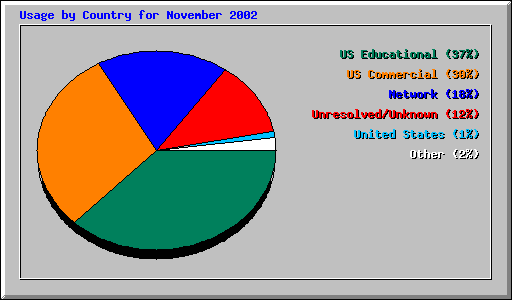 Usage by Country for November 2002
US Educational (37%)
US Commercial (30%)
Network (18%)
Unresolved/Unknown (12%)
United States (1%)
Other (2%)